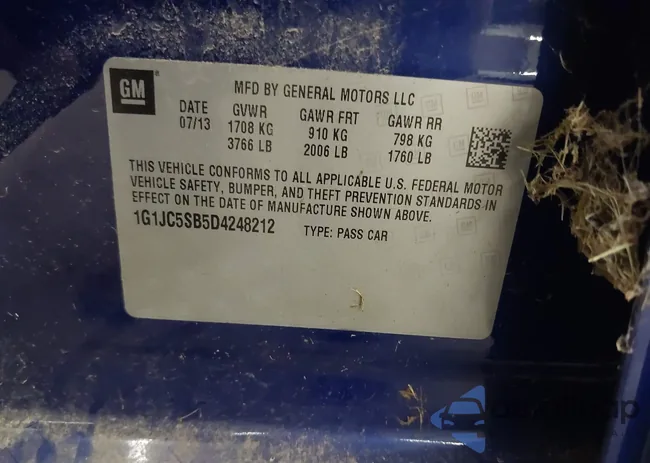 GM
MFD BY GENERAL MOTORS LLC
DATE GVWR GAWR FRT GAWR RR
07/13 1708 KG 910 KG 798 KG
3766 LB 2006 LB 1760 LB
THIS VEHICLE CONFORMS TO ALL APPLICABLE U.S. FEDERAL MOTOR
VEHICLE SAFETY, BUMPER, AND THEFT PREVENTION STANDARDS IN
EFFECT ON THE DATE OF MANUFACTURE SHOWN ABOVE.
1G1JC5SB5D4248212 TYPE: PASS CAR